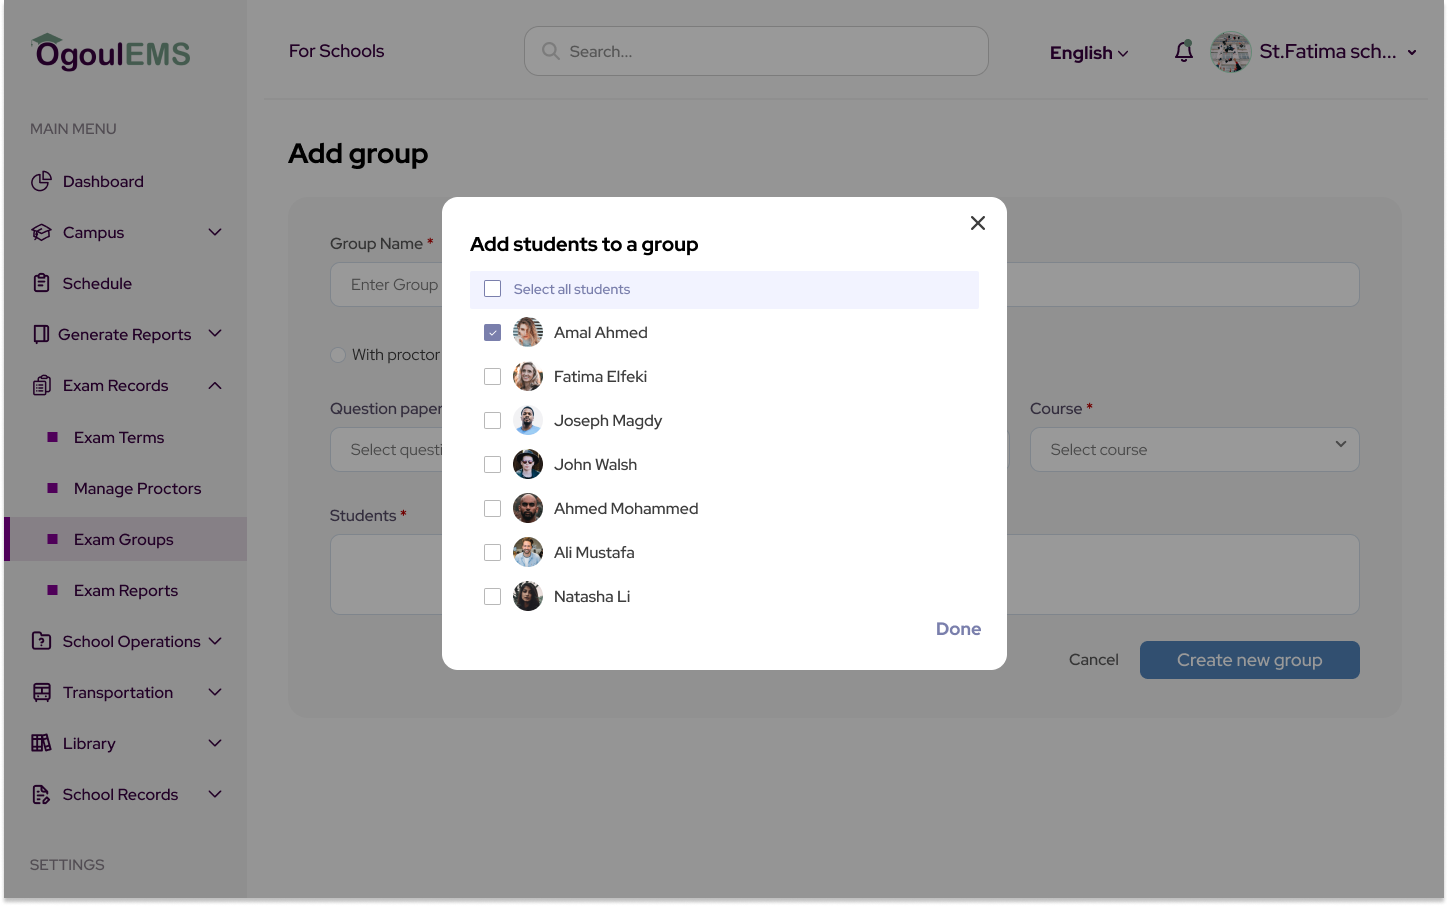 OgoulEMS
For Schools
Search...
English
St.Fatima sch...
MAIN MENU
Dashboard
Campus
Schedule
Generate Reports
Exam Records
Exam Terms
Manage Proctors
Exam Groups
Exam Reports
School Operations
Transportation
Library
School Records
SETTINGS
Add group
Group Name *
Enter Group
With proctor
Question paper
Select questi
Course *
Select course
Students *
Cancel
Create new group
Add students to a group
Select all students
Amal Ahmed
Fatima Elfeki
Joseph Magdy
John Walsh
Ahmed Mohammed
Ali Mustafa
Natasha Li
Done